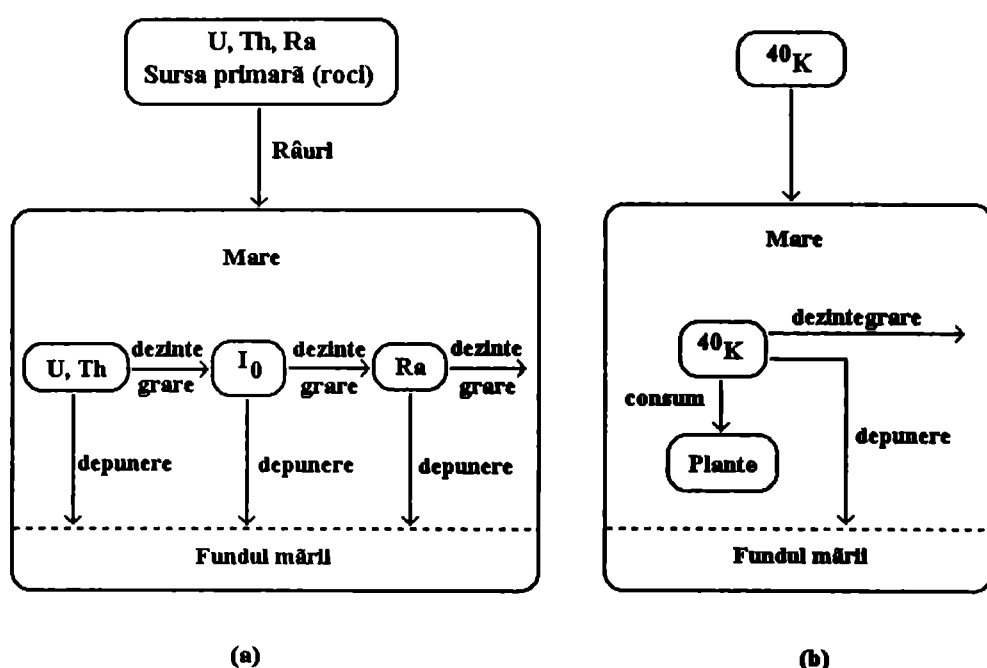 U, Th, Ra
Sursa primară (roci)
Râuri
Mare
U, Th
dezinte
grare
I₀
dezinte
grare
Ra
dezinte
grare
depunere
depunere
depunere
Fundul mării
(a)
⁴⁰K
Mare
⁴⁰K
dezintegrare
consum
depunere
Plante
Fundul mării
(b)